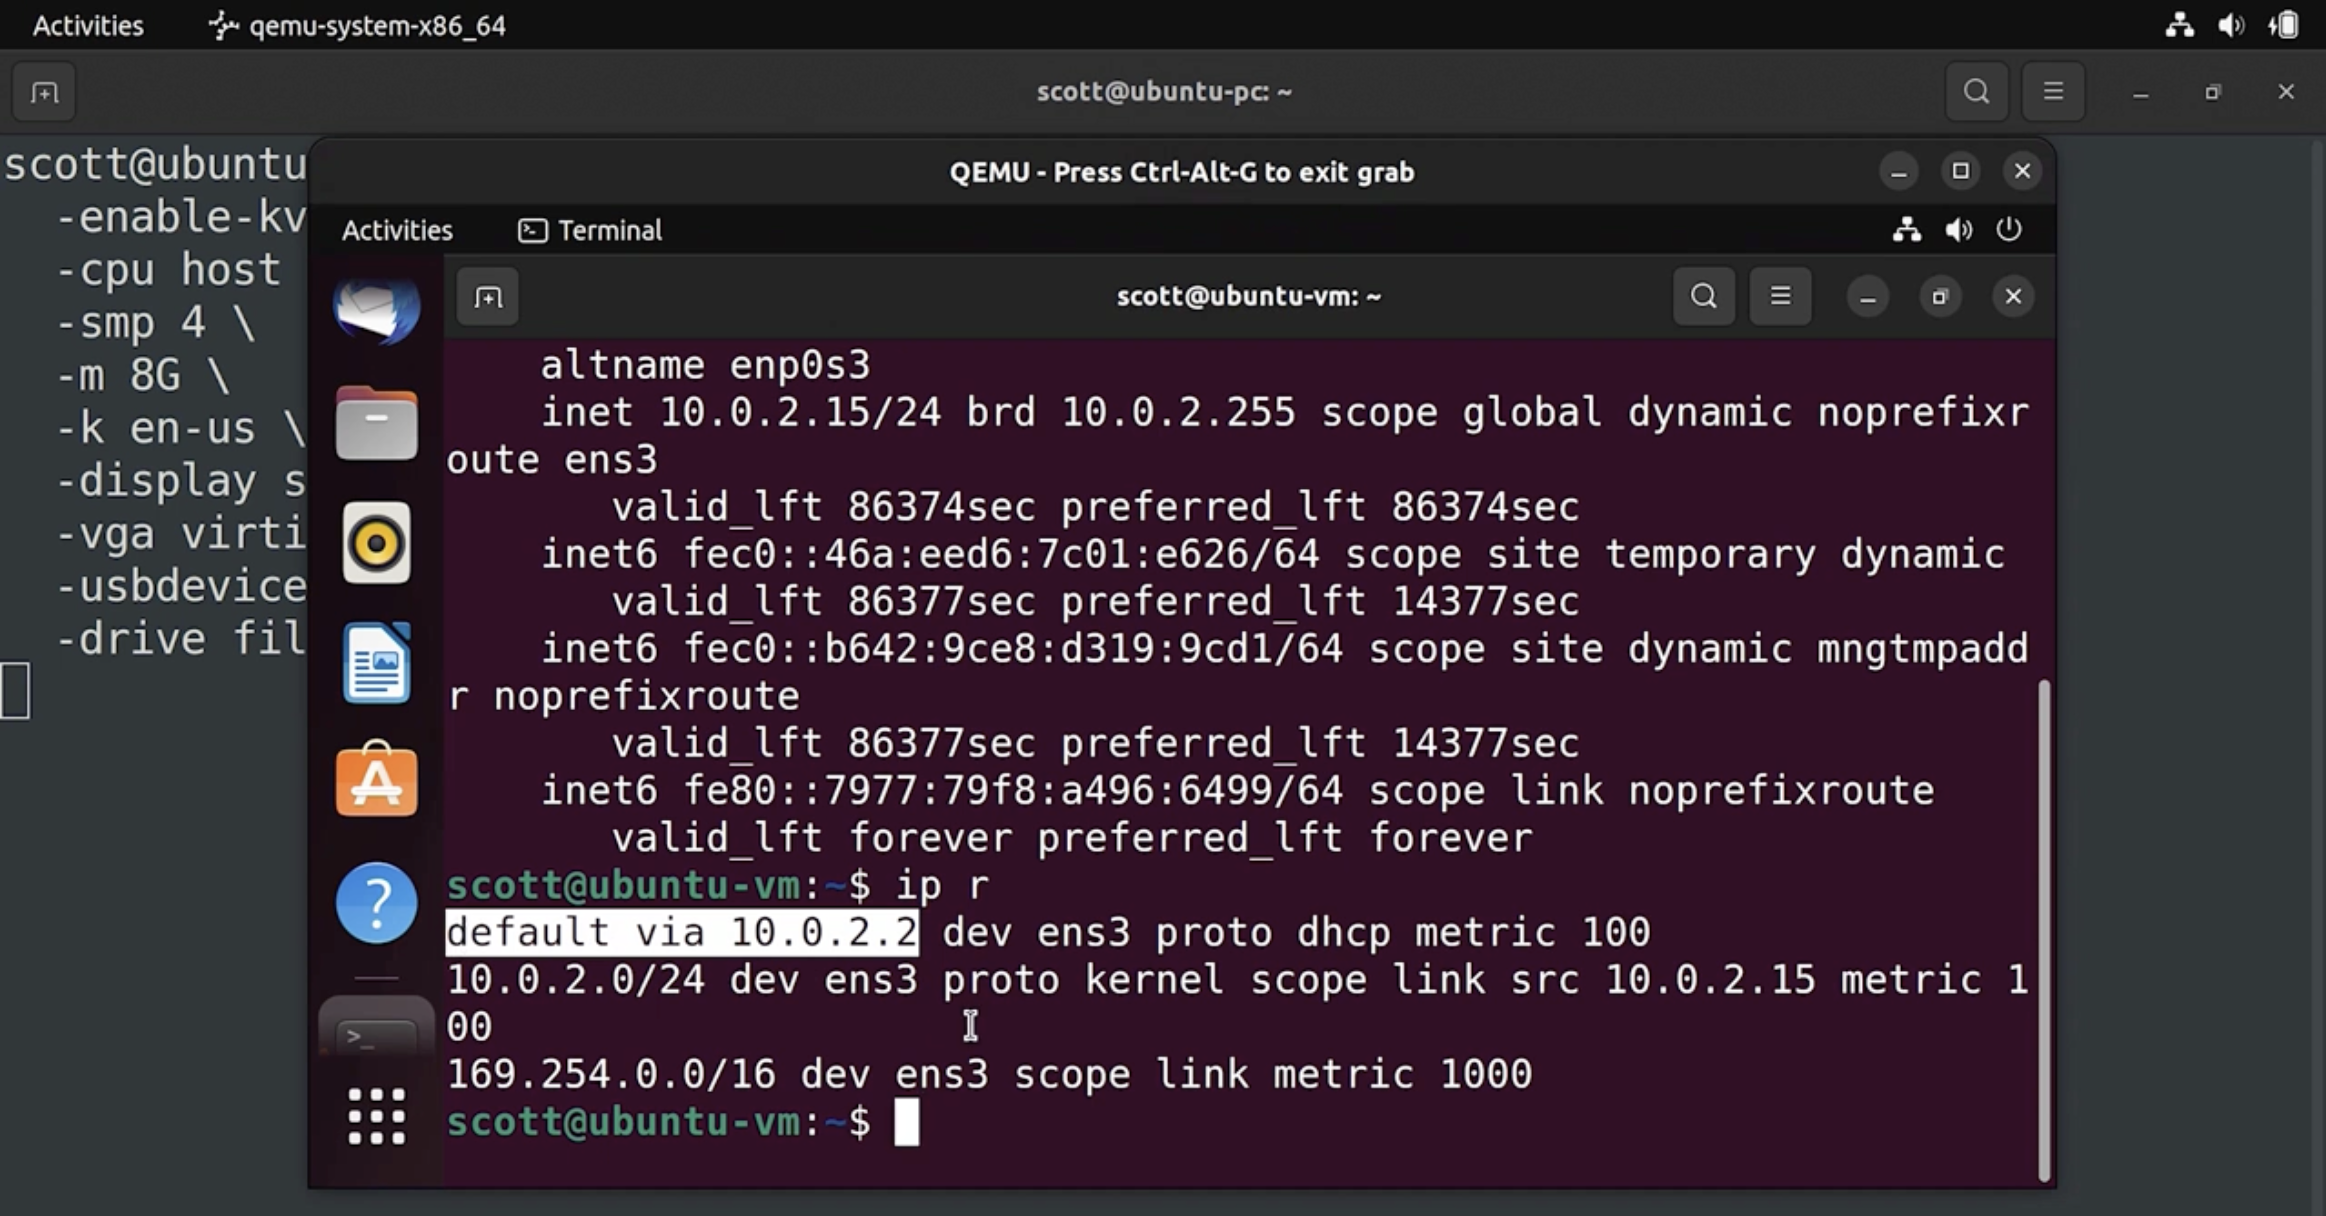 Activities qemu-system-x86_64
scott@ubuntu-pc: ~
scott@ubuntu
-enable-kv
-cpu host
-smp 4 \
-m 8G \
-k en-us \
-display s
-vga virti
-usbdevice
-drive fil
QEMU - Press Ctrl-Alt-G to exit grab
Activities Terminal
scott@ubuntu-vm: ~
altname enp0s3
inet 10.0.2.15/24 brd 10.0.2.255 scope global dynamic noprefixr
oute ens3
valid_lft 86374sec preferred_lft 86374sec
inet6 fec0::46a:eed6:7c01:e626/64 scope site temporary dynamic
valid_lft 86377sec preferred_lft 14377sec
inet6 fec0::b642:9ce8:d319:9cd1/64 scope site dynamic mngtmpadd
r noprefixroute
valid_lft 86377sec preferred_lft 14377sec
inet6 fe80::7977:79f8:a496:6499/64 scope link noprefixroute
valid_lft forever preferred_lft forever
scott@ubuntu-vm:~$ ip r
default via 10.0.2.2 dev ens3 proto dhcp metric 100
10.0.2.0/24 dev ens3 proto kernel scope link src 10.0.2.15 metric 1
00
169.254.0.0/16 dev ens3 scope link metric 1000
scott@ubuntu-vm:~$